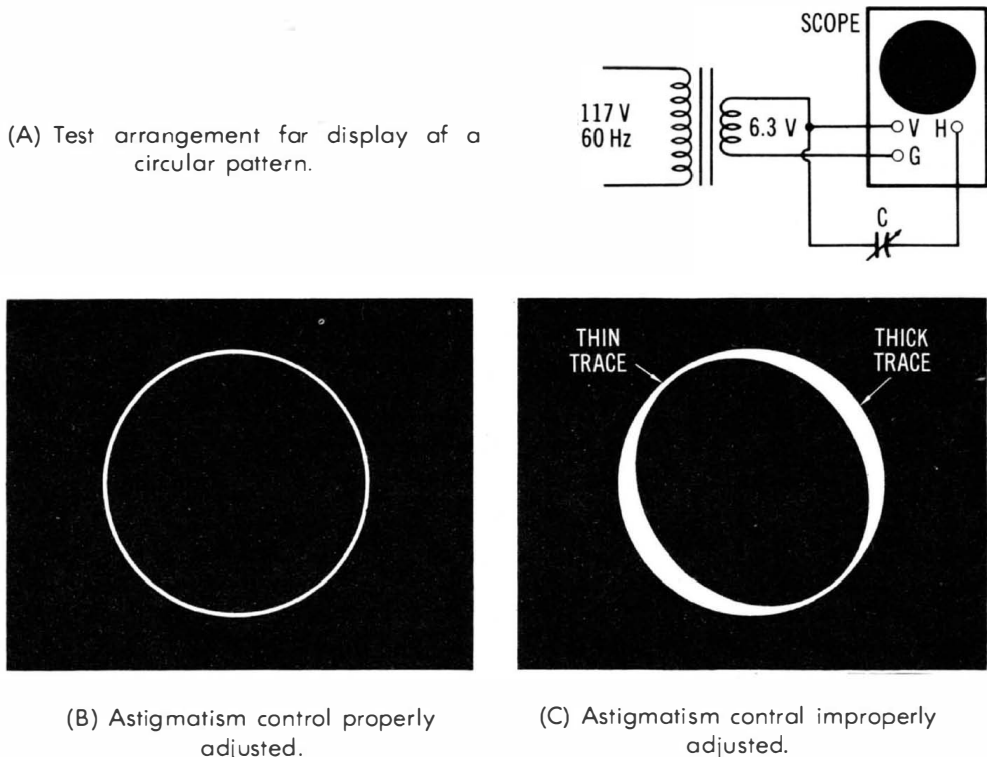 SCOPE
117 V
60 Hz
6.3 V
V H
G
C
(A) Test arrangement far display af a
circular pattern.
THIN
TRACE
THICK
TRACE
(B) Astigmatism control properly
adjusted.
(C) Astigmatism contral improperly
adjusted.